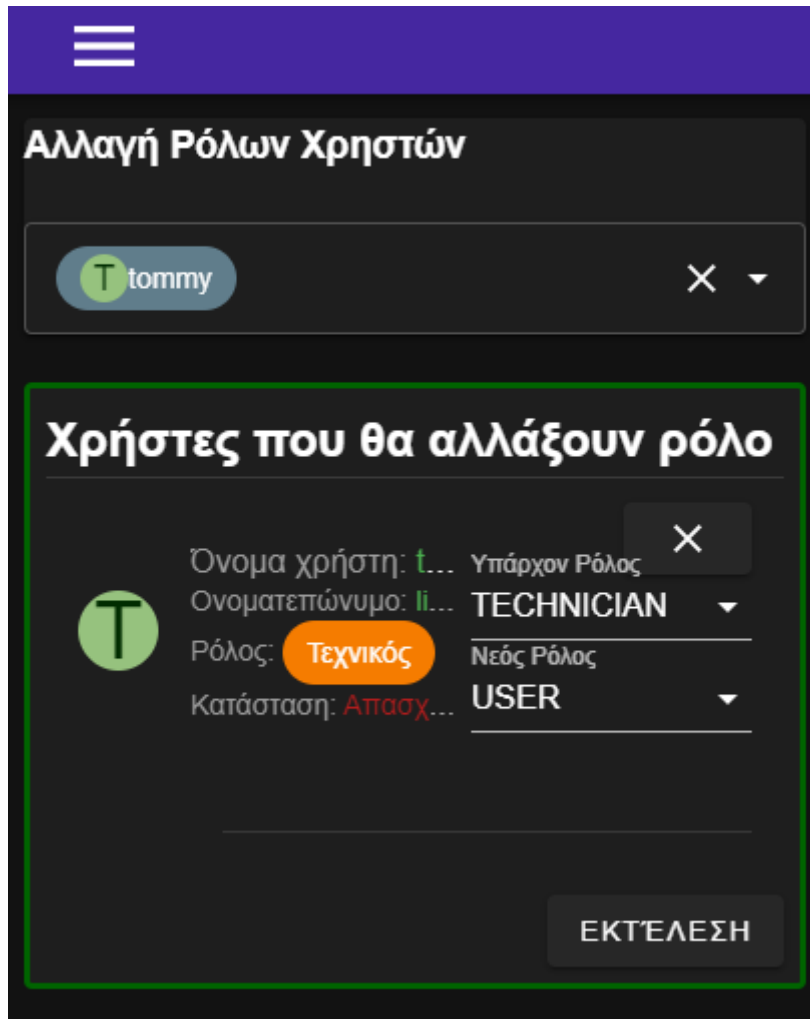 Αλλαγή Ρόλων Χρηστών
T tommy
Χρήστες που θα αλλάξουν ρόλο
T
Όνομα χρήστη: t...
Ονοματεπώνυμο: li...
Ρόλος: Τεχνικός
Κατάσταση: Απασχ...
Υπάρχον Ρόλος
TECHNICIAN
Νεός Ρόλος
USER
ΕΚΤΈΛΕΣΗ